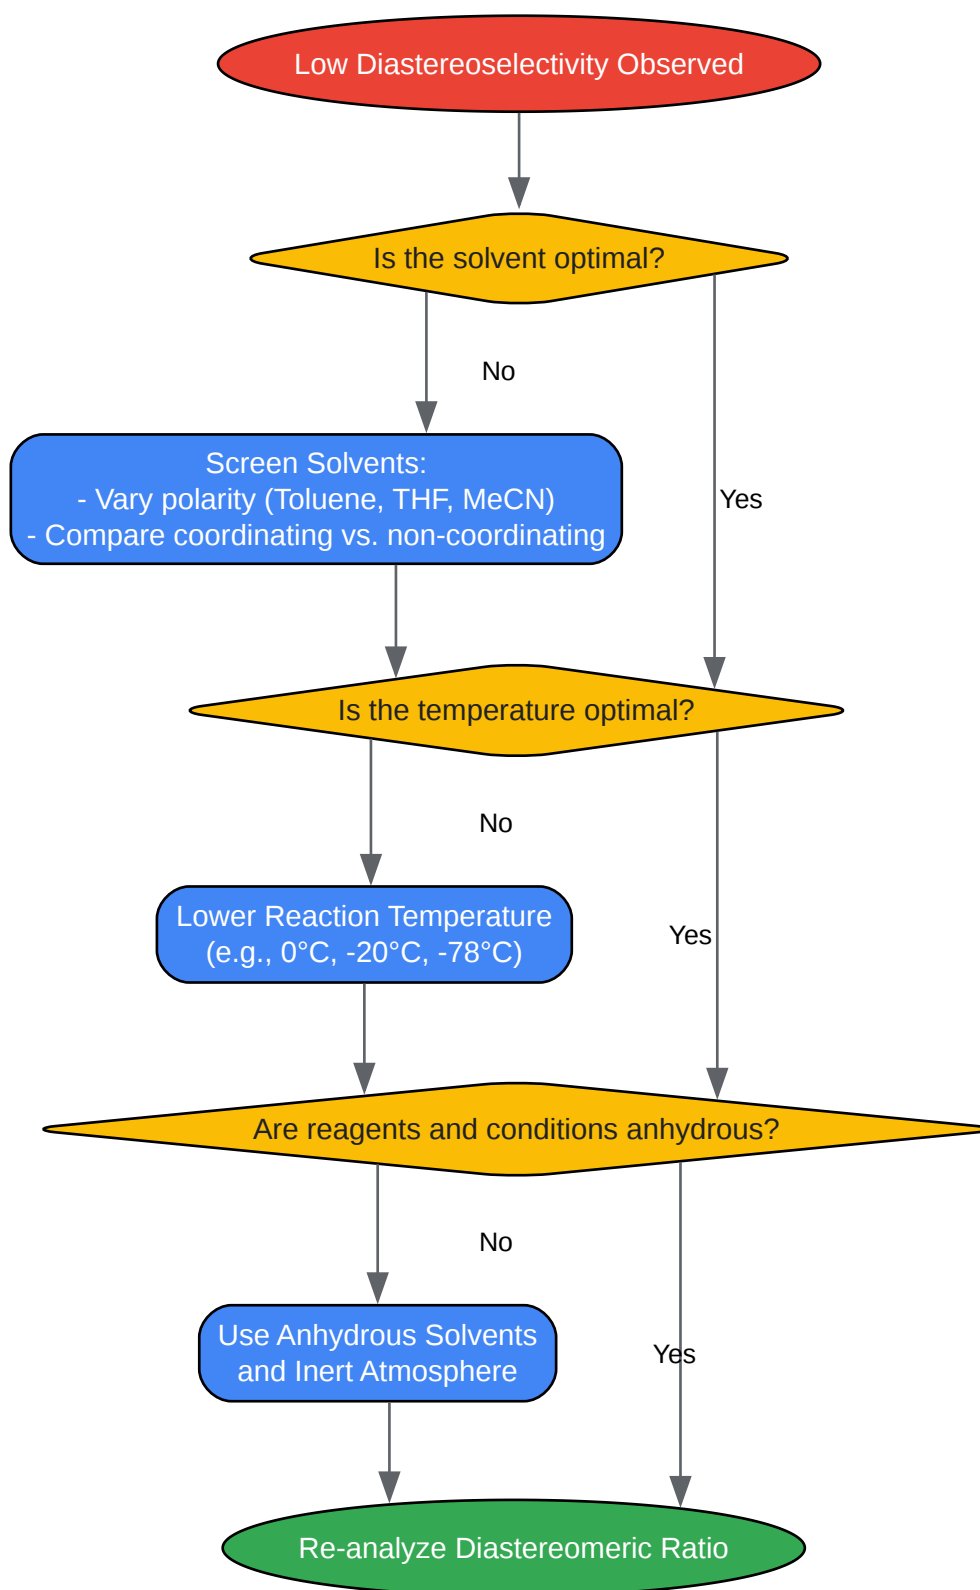 Low Diastereoselectivity Observed
Is the solvent optimal?
No
Screen Solvents:
- Vary polarity (Toluene, THF, MeCN)
- Compare coordinating vs. non-coordinating
Yes
Is the temperature optimal?
No
Lower Reaction Temperature
(e.g., 0°C, -20°C, -78°C)
Yes
Are reagents and conditions anhydrous?
No
Use Anhydrous Solvents
and Inert Atmosphere
Yes
Re-analyze Diastereomeric Ratio